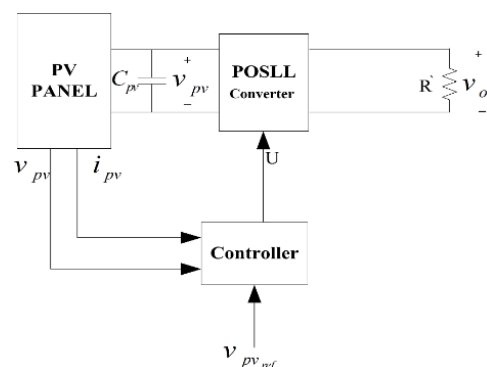 PV
PANEL
C_pv
+
v_pv
−
POSLL
Converter
R`
+
v_o
−
v_pv
i_pv
U
Controller
v_pv_ref